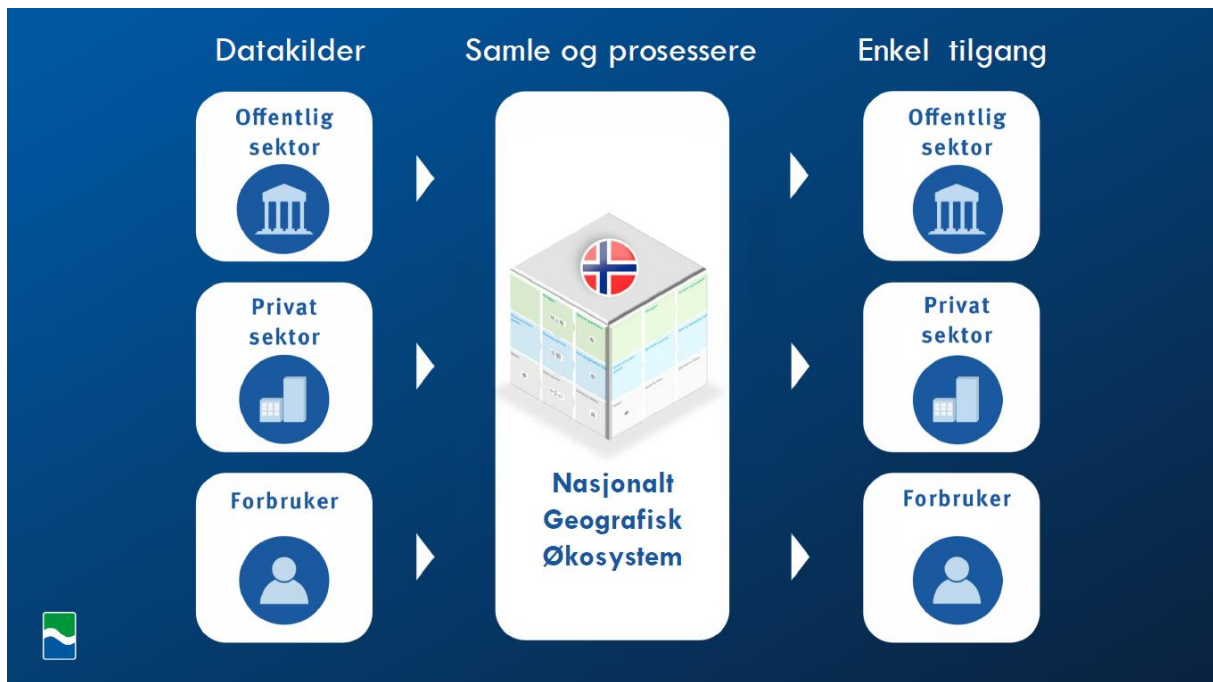 Datakilder
Samle og prosessere
Enkel tilgang
Offentlig
sektor
Privat
sektor
Forbruker
Nasjonalt
Geografisk
Økosystem
Offentlig
sektor
Privat
sektor
Forbruker